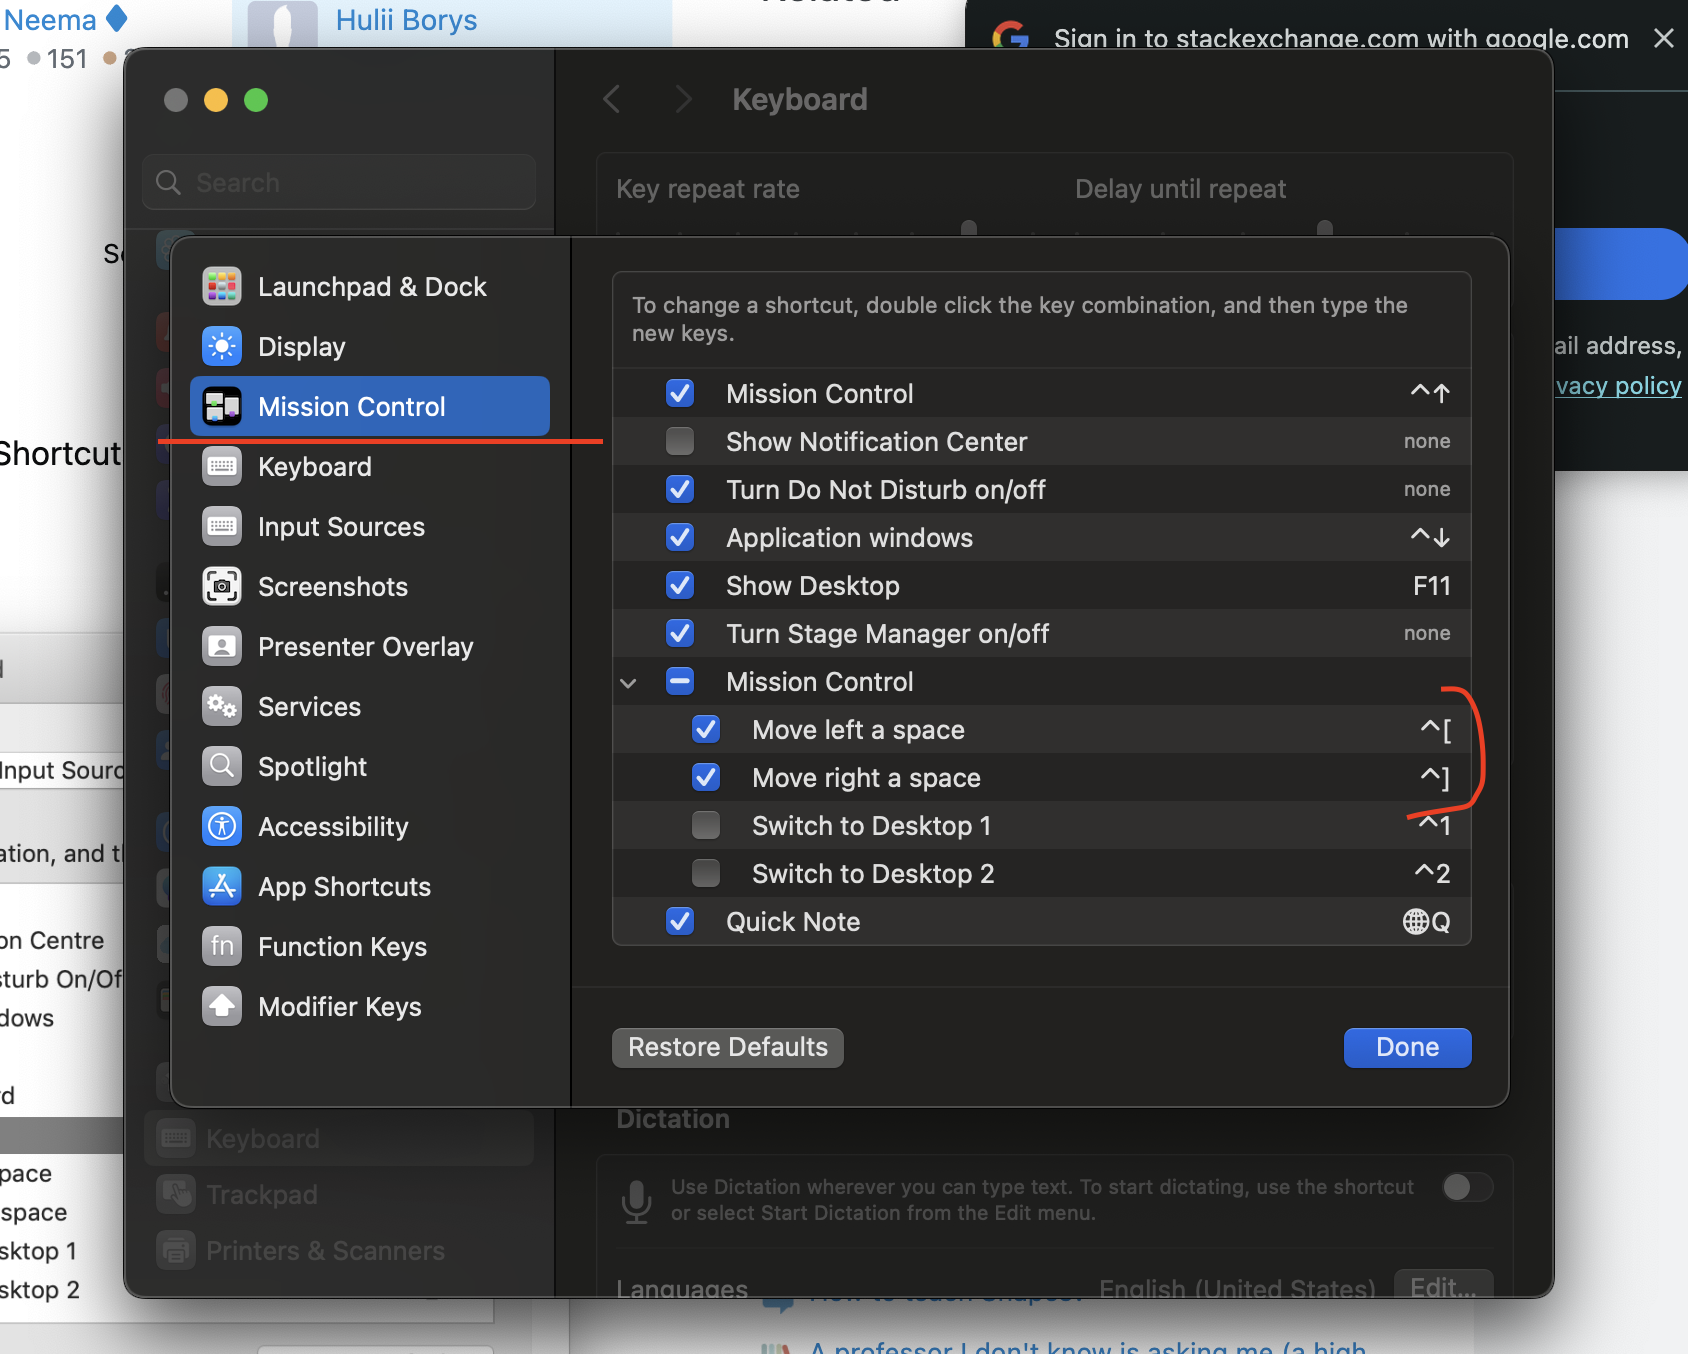 Neema
Hulii Borys
151
Sign in to stackexchange.com with google.com
Keyboard
Search
Key repeat rate
Delay until repeat
Launchpad & Dock
Display
Mission Control
Keyboard
Input Sources
Screenshots
Presenter Overlay
Services
Spotlight
Accessibility
App Shortcuts
Function Keys
Modifier Keys
To change a shortcut, double click the key combination, and then type the
new keys.
Mission Control ^↑
Show Notification Center none
Turn Do Not Disturb on/off none
Application windows ^↓
Show Desktop F11
Turn Stage Manager on/off none
Mission Control
Move left a space ^[
Move right a space ^]
Switch to Desktop 1 ^1
Switch to Desktop 2 ^2
Quick Note Q
Restore Defaults
Done
ail address,
vacy policy
Shortcut
Input Sourc
ation, and th
on Centre
sturb On/Of
dows
rd
pace
space
sktop 1
sktop 2
Keyboard
Trackpad
Printers & Scanners
Dictation
Use Dictation wherever you can type text. To start dictating, use the shortcut
or select Start Dictation from the Edit menu.
Languages
English (United States)
Edit...
A professor I don't know is asking me (a high